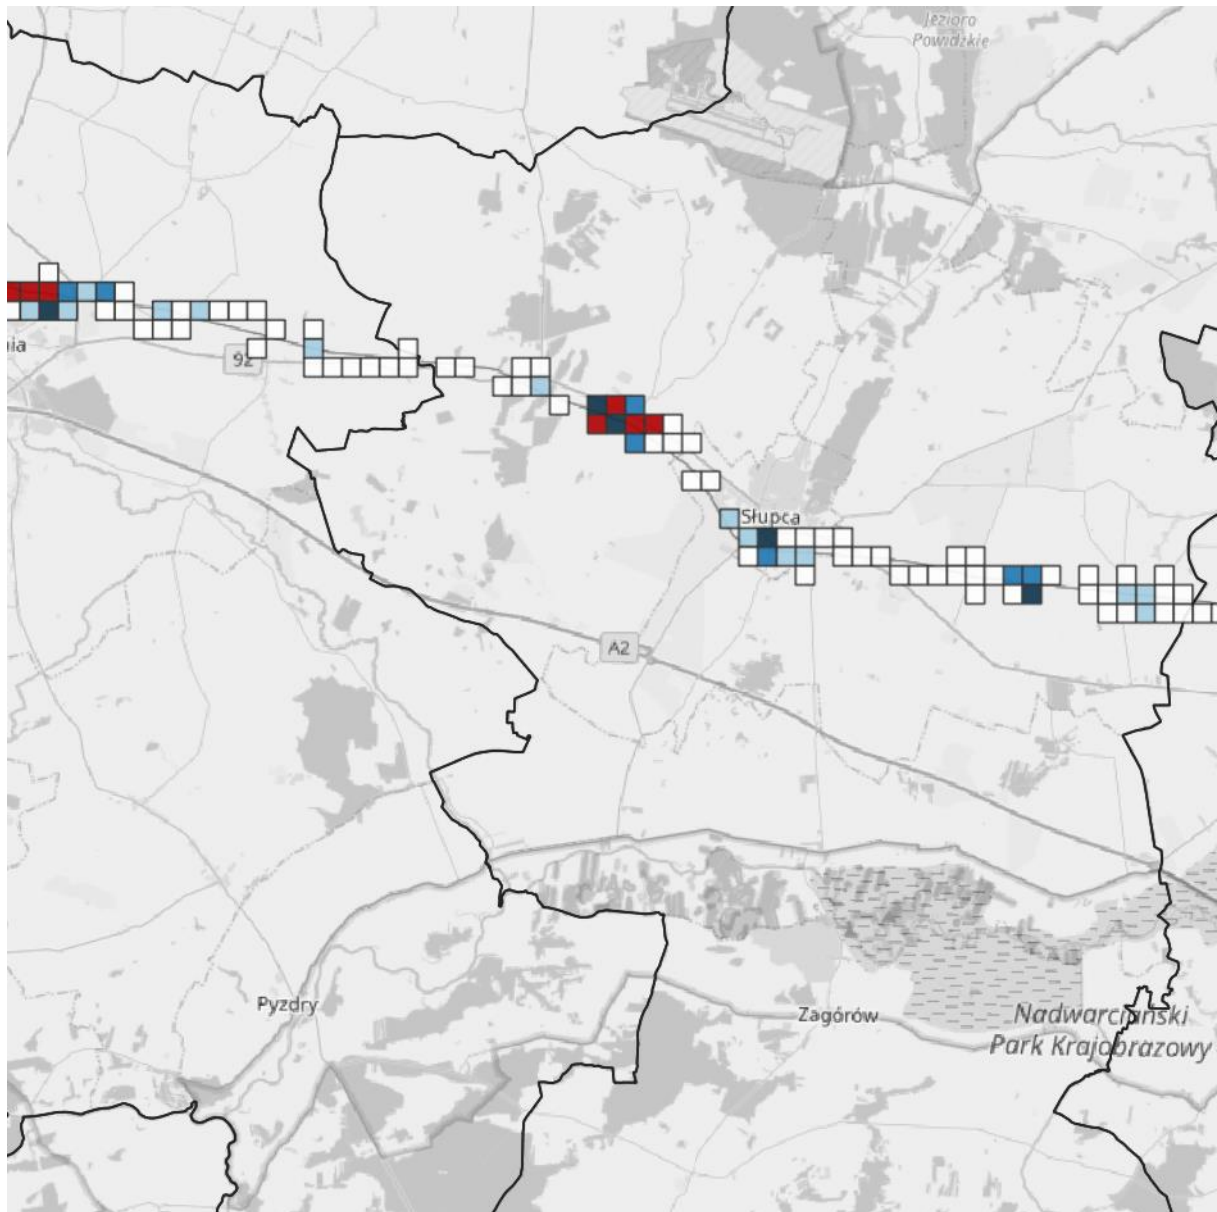 Jezioro
Powidzkie
nia
92
Słupca
A2
Pyzdry
Zagórów
Nadwarciański
Park Krajobrazowy